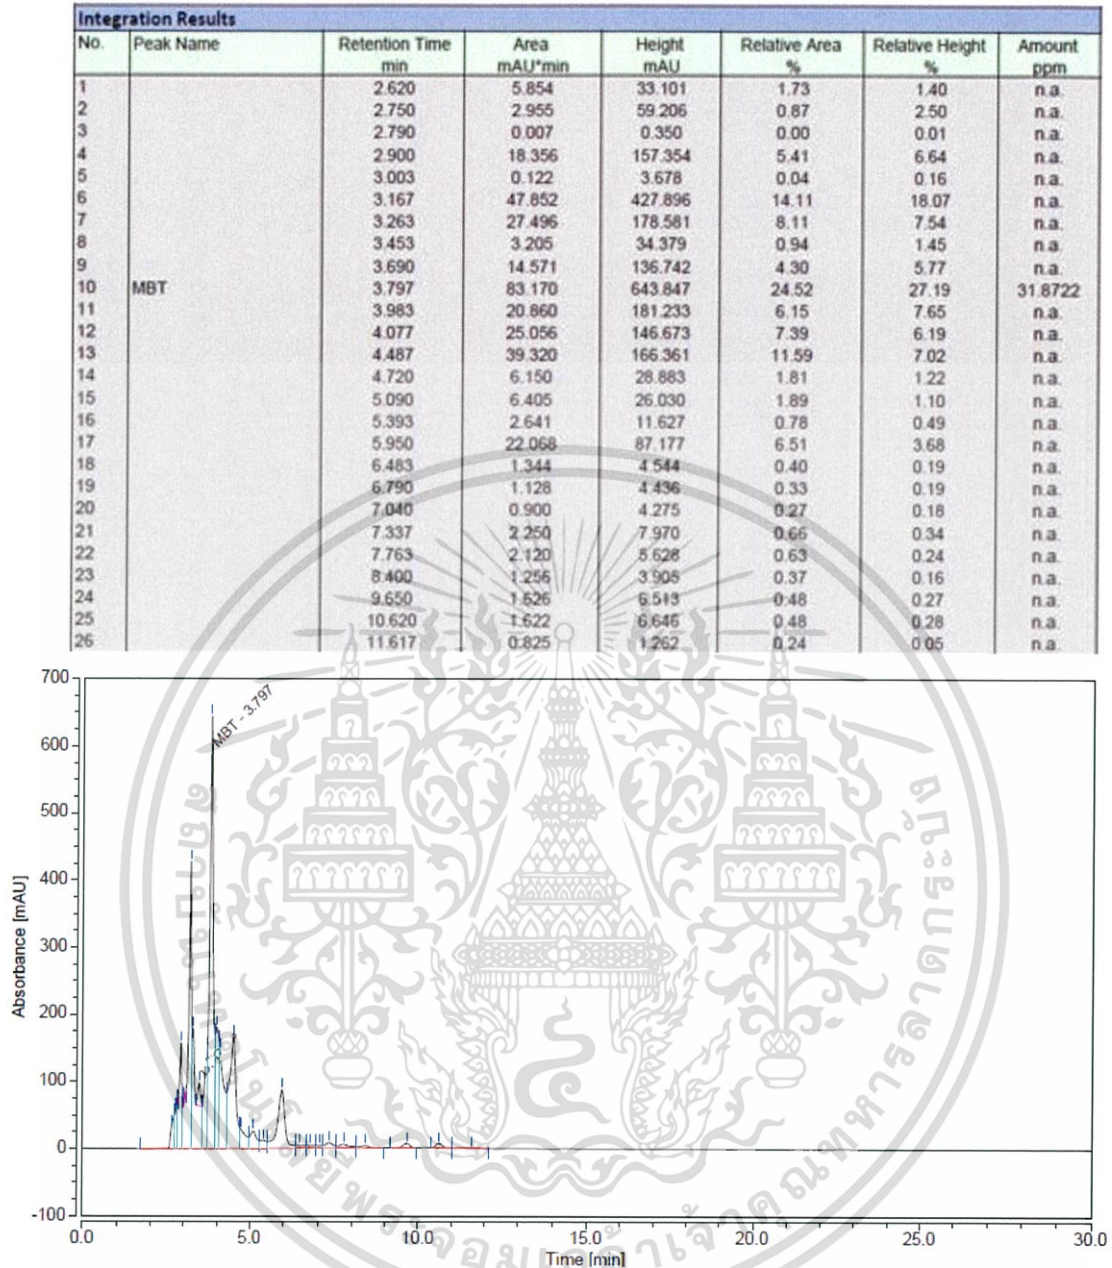 Integration Results
No. Peak Name Retention Time Area Height Relative Area Relative Height Amount
min mAU*min mAU % % ppm
1 2.620 5.854 33.101 1.73 1.40 n.a.
2 2.750 2.955 59.206 0.87 2.50 n.a.
3 2.790 0.007 0.350 0.00 0.01 n.a.
4 2.900 18.356 157.354 5.41 6.64 n.a.
5 3.003 0.122 3.678 0.04 0.16 n.a.
6 3.167 47.852 427.896 14.11 18.07 n.a.
7 3.263 27.496 178.581 8.11 7.54 n.a.
8 3.453 3.205 34.379 0.94 1.45 n.a.
9 3.690 14.571 136.742 4.30 5.77 n.a.
10 MBT 3.797 83.170 643.847 24.52 27.19 31.8722
11 3.983 20.860 181.233 6.15 7.65 n.a.
12 4.077 25.056 146.673 7.39 6.19 n.a.
13 4.487 39.320 166.361 11.59 7.02 n.a.
14 4.720 6.150 28.883 1.81 1.22 n.a.
15 5.090 6.405 26.030 1.89 1.10 n.a.
16 5.393 2.641 11.627 0.78 0.49 n.a.
17 5.950 22.068 87.177 6.51 3.68 n.a.
18 6.483 1.344 4.544 0.40 0.19 n.a.
19 6.790 1.128 4.436 0.33 0.19 n.a.
20 7.040 0.900 4.275 0.27 0.18 n.a.
21 7.337 2.250 7.970 0.66 0.34 n.a.
22 7.763 2.120 5.628 0.63 0.24 n.a.
23 8.400 1.256 3.905 0.37 0.16 n.a.
24 9.650 1.626 6.513 0.48 0.27 n.a.
25 10.620 1.622 6.646 0.48 0.28 n.a.
26 11.617 0.825 1.262 0.24 0.05 n.a.
700
MBT - 3.797
600
500
400
300
200
100
0
-100
Absorbance [mAU]
0.0 5.0 10.0 15.0 20.0 25.0 30.0
Time [min]